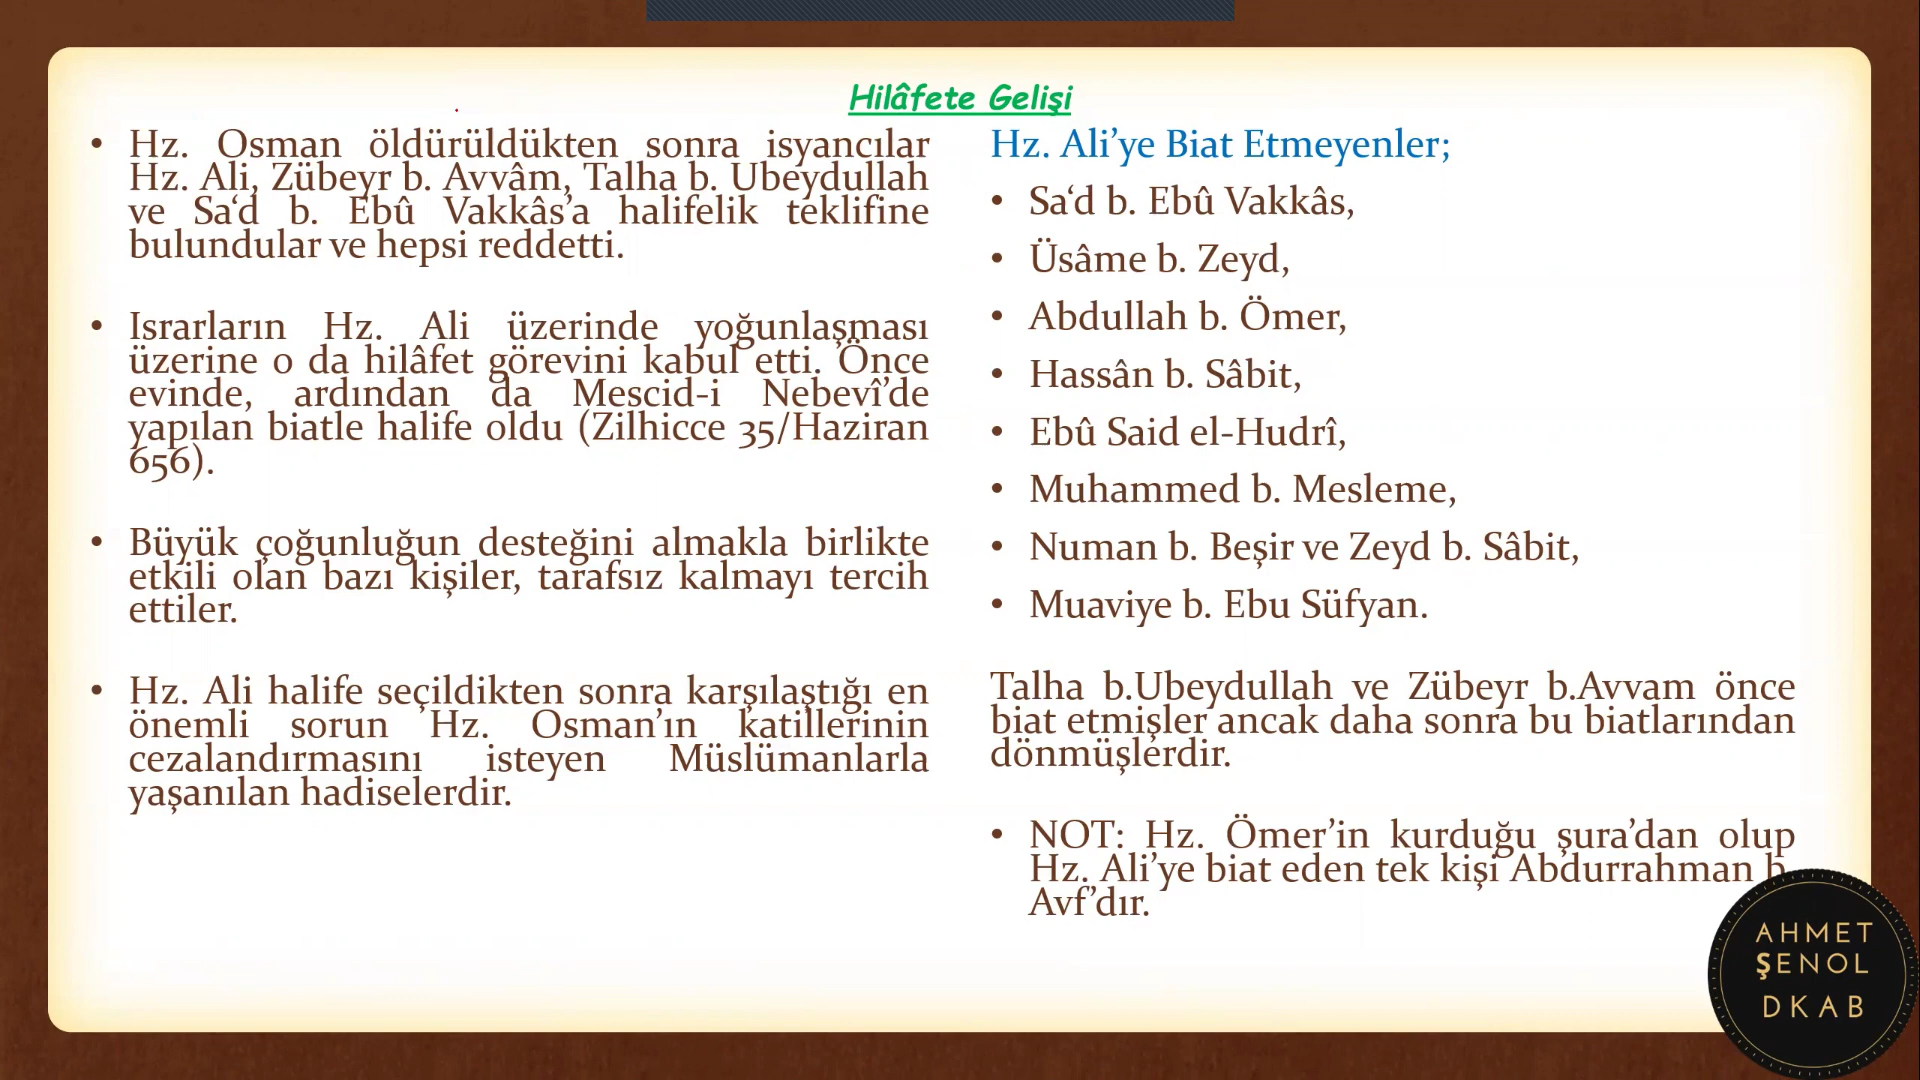 Hilâfete Gelişi
• Hz. Osman öldürüldükten sonra isyancılar
Hz. Ali, Zübeyr b. Avvâm, Talha b. Ubeydullah
ve Sa‘d b. Ebû Vakkâs’a halifelik teklifine
bulundular ve hepsi reddetti.
• Israrların Hz. Ali üzerinde yoğunlaşması
üzerine o da hilâfet görevini kabul etti. Önce
evinde, ardından da Mescid-i Nebevî’de
yapılan biatle halife oldu (Zilhicce 35/Haziran
656).
• Büyük çoğunluğun desteğini almakla birlikte
etkili olan bazı kişiler, tarafsız kalmayı tercih
ettiler.
• Hz. Ali halife seçildikten sonra karşılaştığı en
önemli sorun Hz. Osman’ın katillerinin
cezalandırmasını isteyen Müslümanlarla
yaşanılan hadiselerdir.
Hz. Ali’ye Biat Etmeyenler;
• Sa‘d b. Ebû Vakkâs,
• Üsâme b. Zeyd,
• Abdullah b. Ömer,
• Hassân b. Sâbit,
• Ebû Said el-Hudrî,
• Muhammed b. Mesleme,
• Numan b. Beşir ve Zeyd b. Sâbit,
• Muaviye b. Ebu Süfyan.
Talha b.Ubeydullah ve Zübeyr b.Avvam önce
biat etmişler ancak daha sonra bu biatlarından
dönmüşlerdir.
• NOT: Hz. Ömer’in kurduğu şura’dan olup
Hz. Ali’ye biat eden tek kişi Abdurrahman b.
Avf’dır.
AHMET
ŞENOL
DKAB